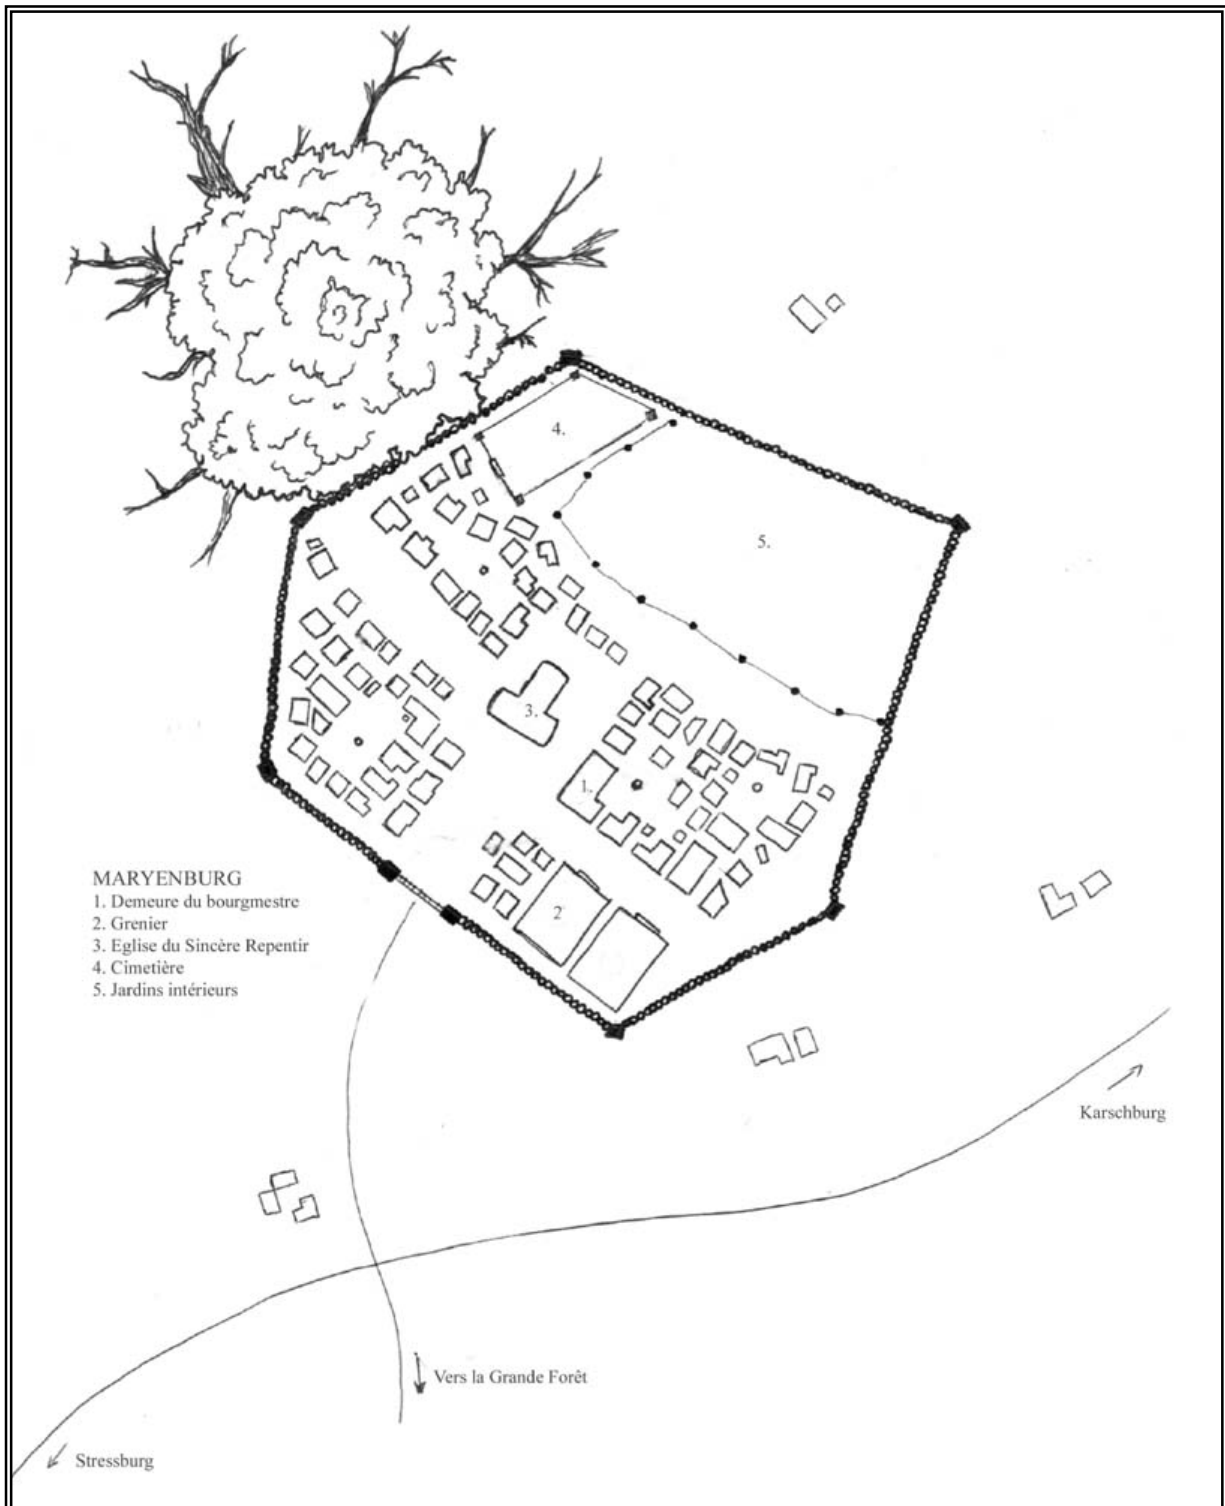 4.
5.
3.
1.
2
MARYENBURG
1. Demeure du bourgmestre
2. Grenier
3. Eglise du Sincère Repentir
4. Cimetière
5. Jardins intérieurs
Karschburg
Vers la Grande Forêt
Stressburg